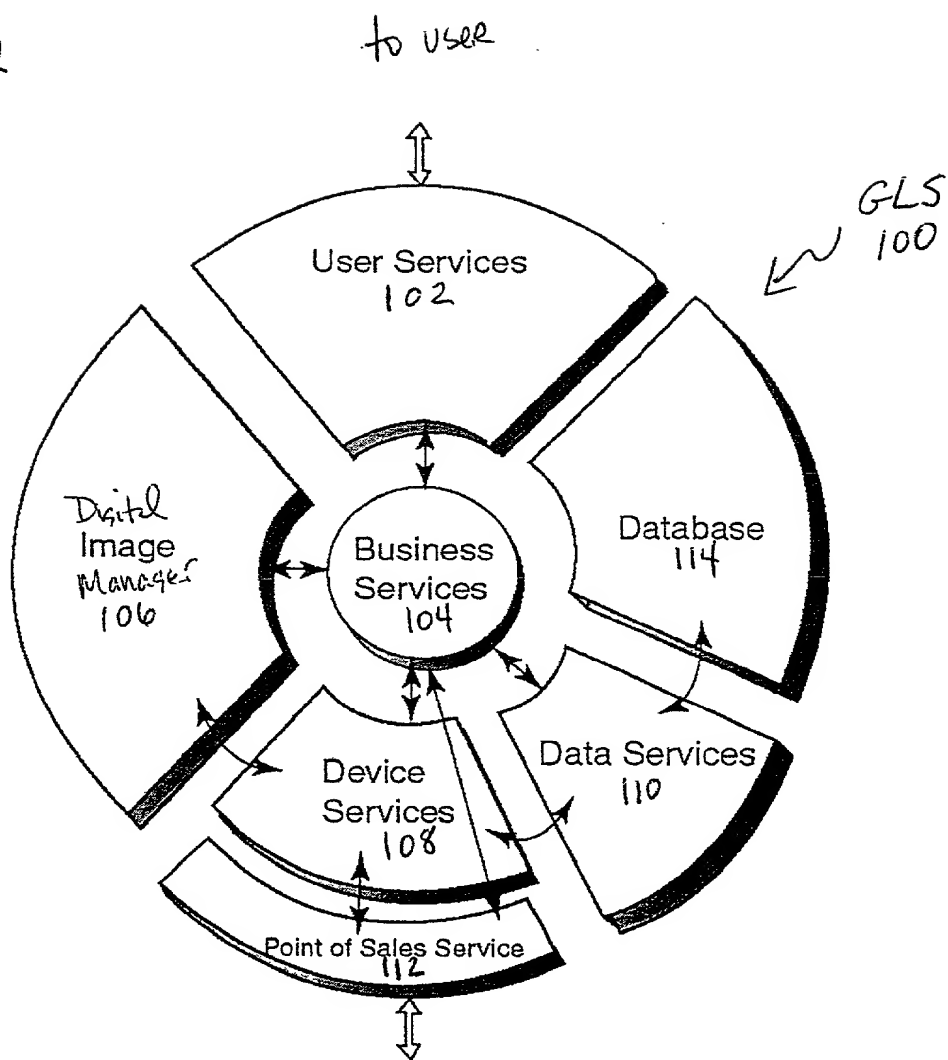 to user
GLS
100
User Services
102
Digital
Image
Manager
106
Business
Services
104
Database
114
Data Services
110
Device
Services
108
Point of Sales Service
112